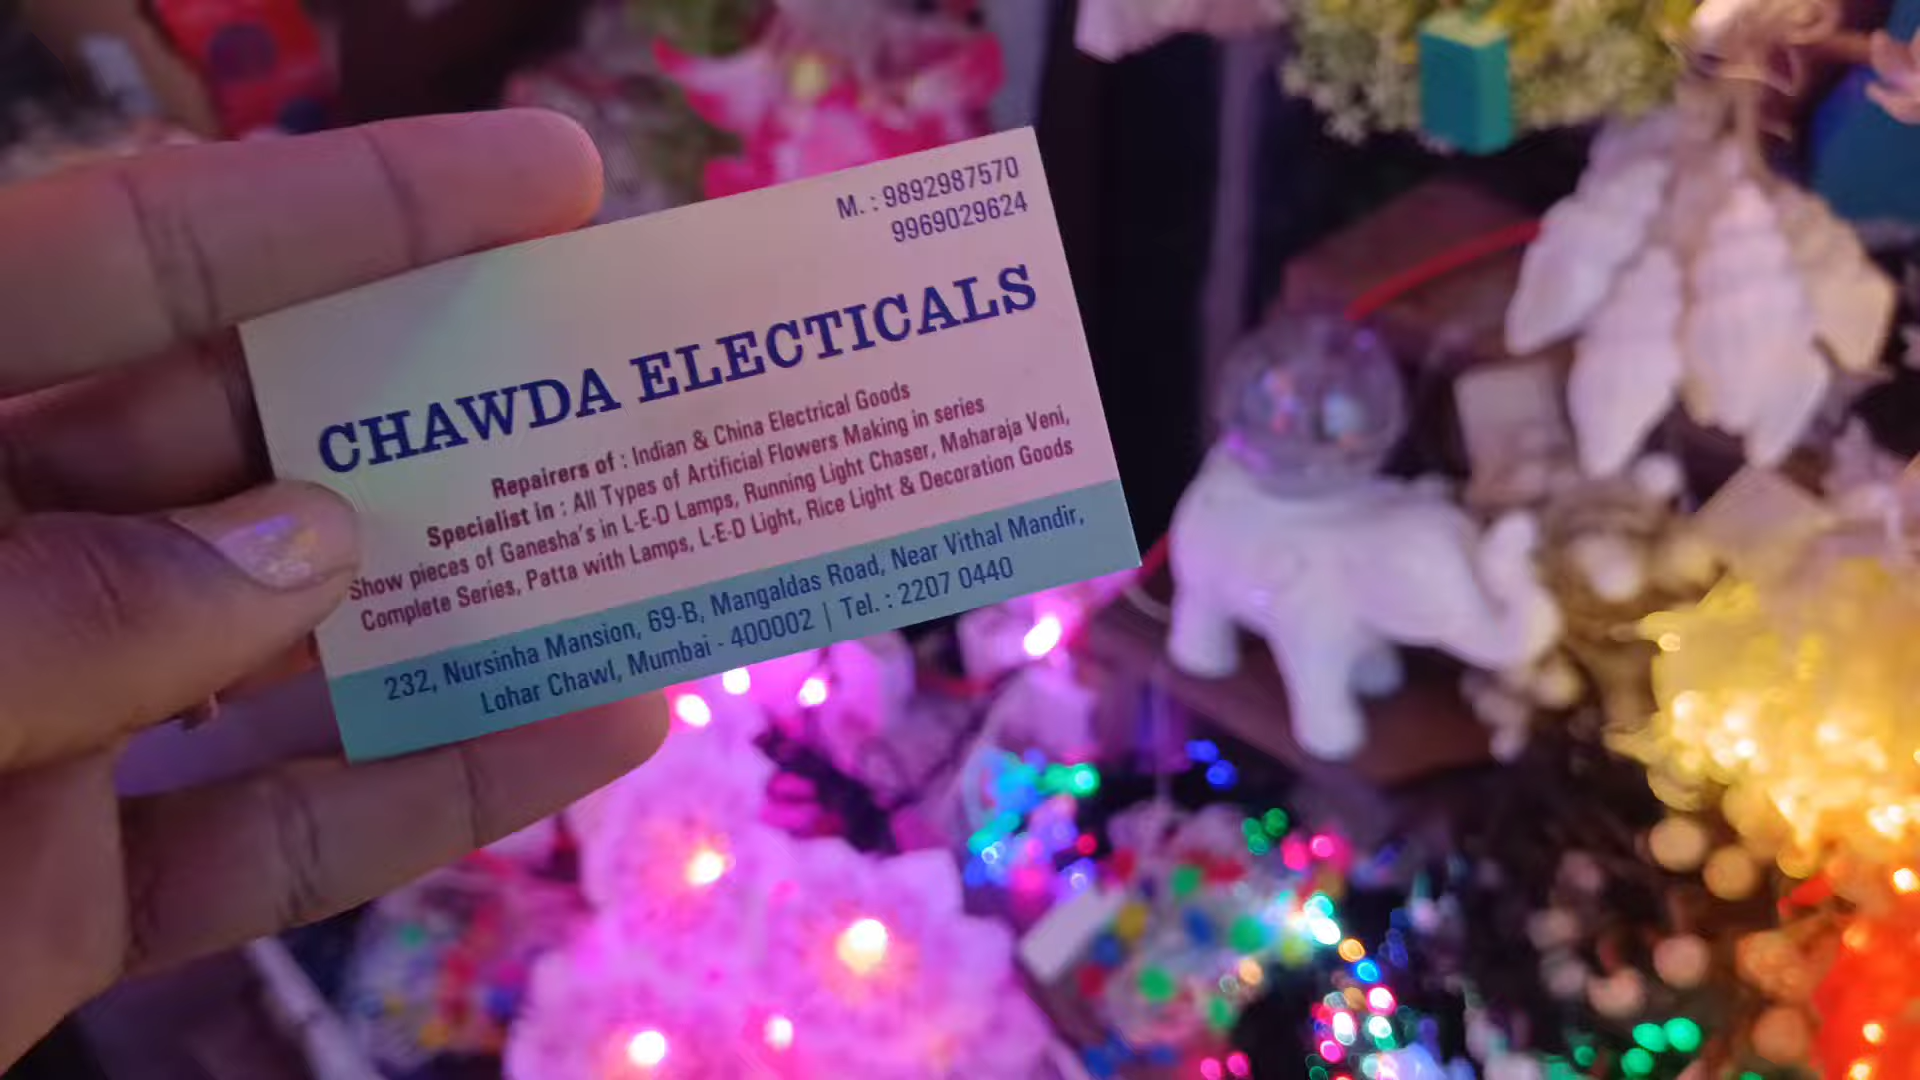 M. : 9892987570
9969029624
CHAWDA ELECTICALS
Repairers of : Indian & China Electrical Goods
Specialist in : All Types of Artificial Flowers Making in series
Show pieces of Ganesha's in L-E-D Lamps, Running Light Chaser, Maharaja Veni,
Complete Series, Patta with Lamps, L-E-D Light, Rice Light & Decoration Goods
232, Nursinha Mansion, 69-B, Mangaldas Road, Near Vithal Mandir,
Lohar Chawl, Mumbai - 400002 | Tel. : 2207 0440